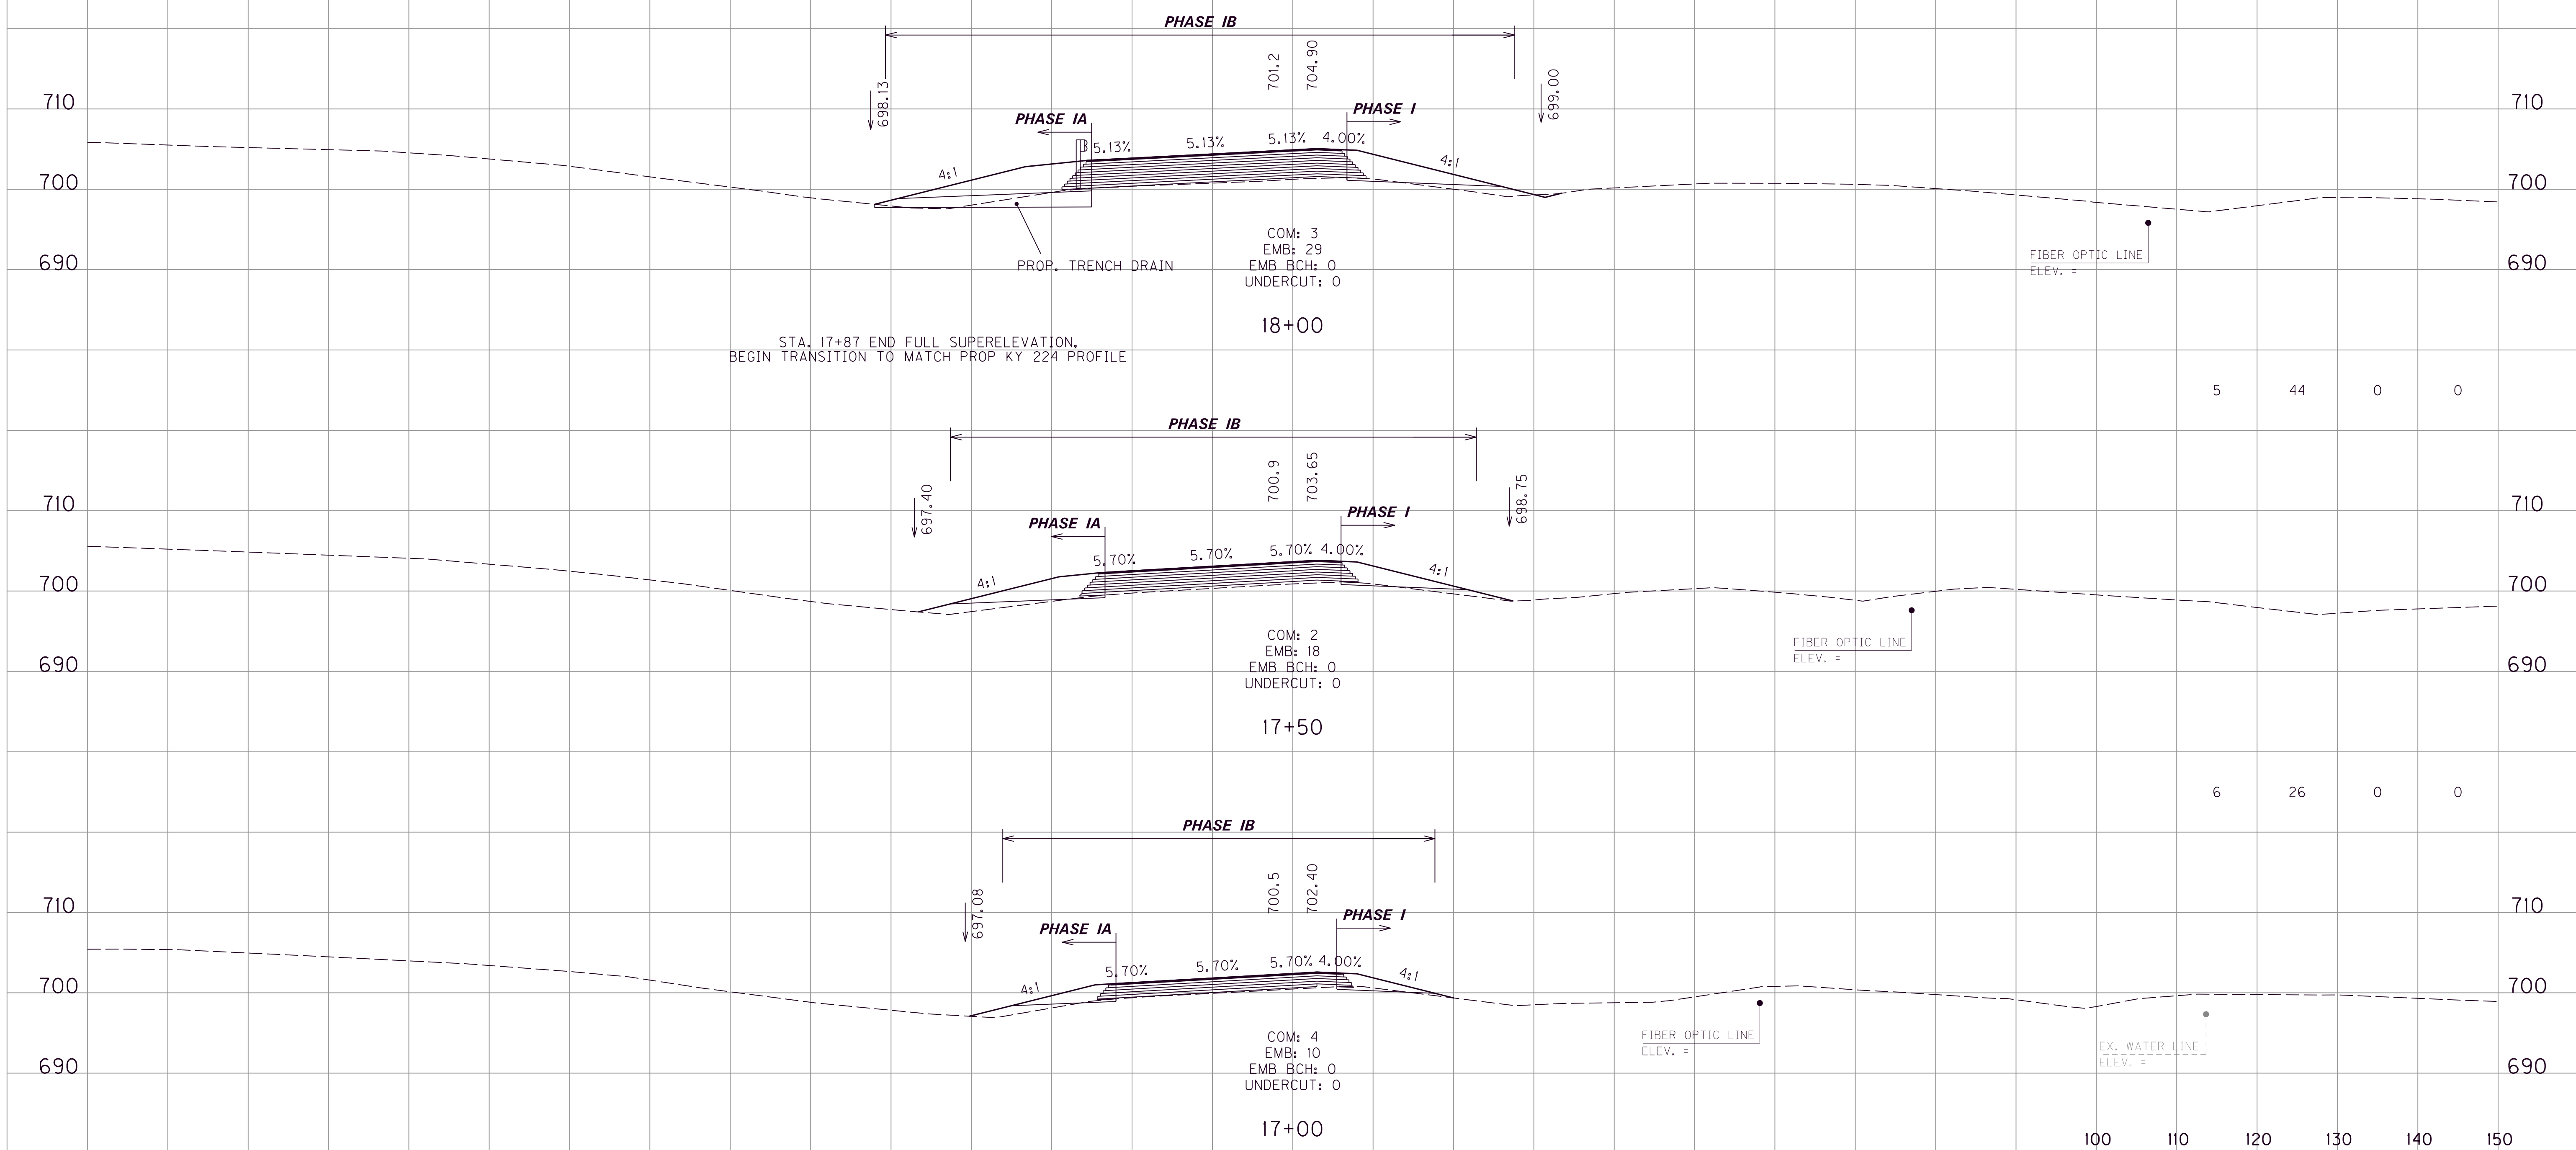 PHASE IB
698.13
701.2
704.90
699.00
710
710
PHASE IA
PHASE I
5.13%
5.13%
5.13%
4.00%
4:1
4:1
700
700
PROP. TRENCH DRAIN
COM: 3
EMB: 29
EMB BCH: 0
UNDERCUT: 0
690
690
FIBER OPTIC LINE
ELEV. =
18+00
STA. 17+87 END FULL SUPERELEVATION,
BEGIN TRANSITION TO MATCH PROP KY 224 PROFILE
5 44 0 0
PHASE IB
697.40
700.9
703.65
698.75
710
710
PHASE IA
PHASE I
5.70%
5.70%
5.70%
4.00%
4:1
4:1
700
700
COM: 2
EMB: 18
EMB BCH: 0
UNDERCUT: 0
690
690
FIBER OPTIC LINE
ELEV. =
17+50
6 26 0 0
PHASE IB
697.08
700.5
702.40
710
710
PHASE IA
PHASE I
5.70%
5.70%
5.70%
4.00%
4:1
4:1
700
700
COM: 4
EMB: 10
EMB BCH: 0
UNDERCUT: 0
690
690
FIBER OPTIC LINE
ELEV. =
EX. WATER LINE
ELEV. =
17+00
100 110 120 130 140 150